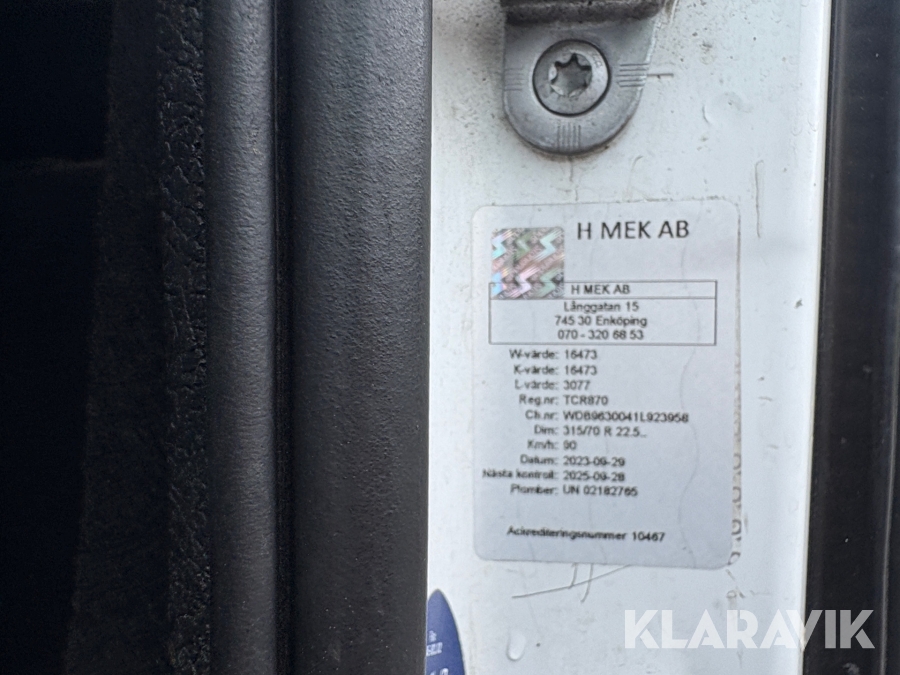 H MEK AB
H MEK AB
Långgatan 15
745 30 Enköping
070 - 320 68 53
W-värde: 16473
K-värde: 16473
L-värde: 3077
Reg.nr: TCR870
Ch.nr: WDB9630041L923958
Dim: 315/70 R 22.5...
Km/h: 90
Datum: 2023-09-29
Nästa kontroll: 2025-09-28
Plomber: UN 02182765
Ackrediteringsnummer 10467
KLARAVIK